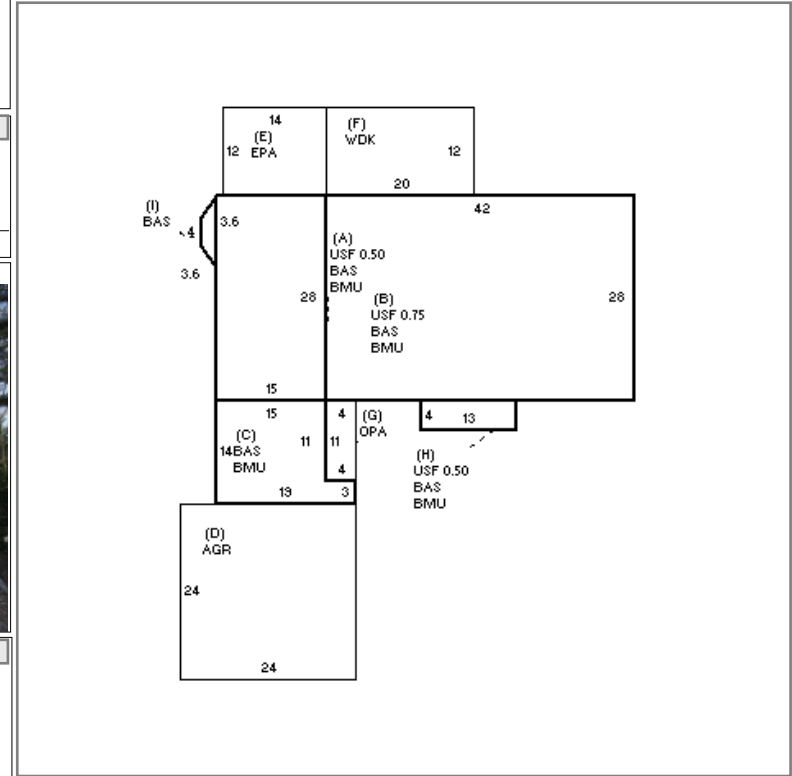 14
(E)
EPA
12
(F)
WDK
12
20
42
(I)
BAS
4
3.6
3.6
(A)
USF 0.50
BAS
BMU
28
(B)
USF 0.75
BAS
BMU
28
15
15
(C)
14BAS
BMU
11
11
4
4
(G)
OPA
4
13
(H)
USF 0.50
BAS
BMU
19
3
(D)
AGR
24
24